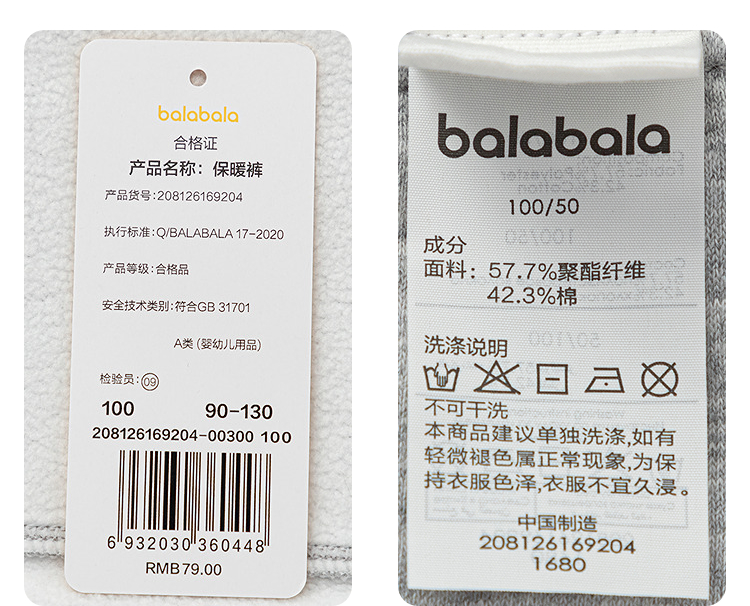 balabala
合格证
产品名称：保暖裤
产品货号：208126169204
执行标准：Q/BALABALA 17-2020
产品等级：合格品
安全技术类别：符合GB 31701
A类 (婴幼儿用品)
检验员：09
100 90-130
208126169204-00300 100
6 932030 360448
RMB79.00
balabala
100/50
成分
面料：57.7%聚酯纤维
42.3%棉
洗涤说明
不可干洗
本商品建议单独洗涤,如有
轻微褪色属正常现象,为保
持衣服色泽,衣服不宜久浸。
中国制造
208126169204
1680